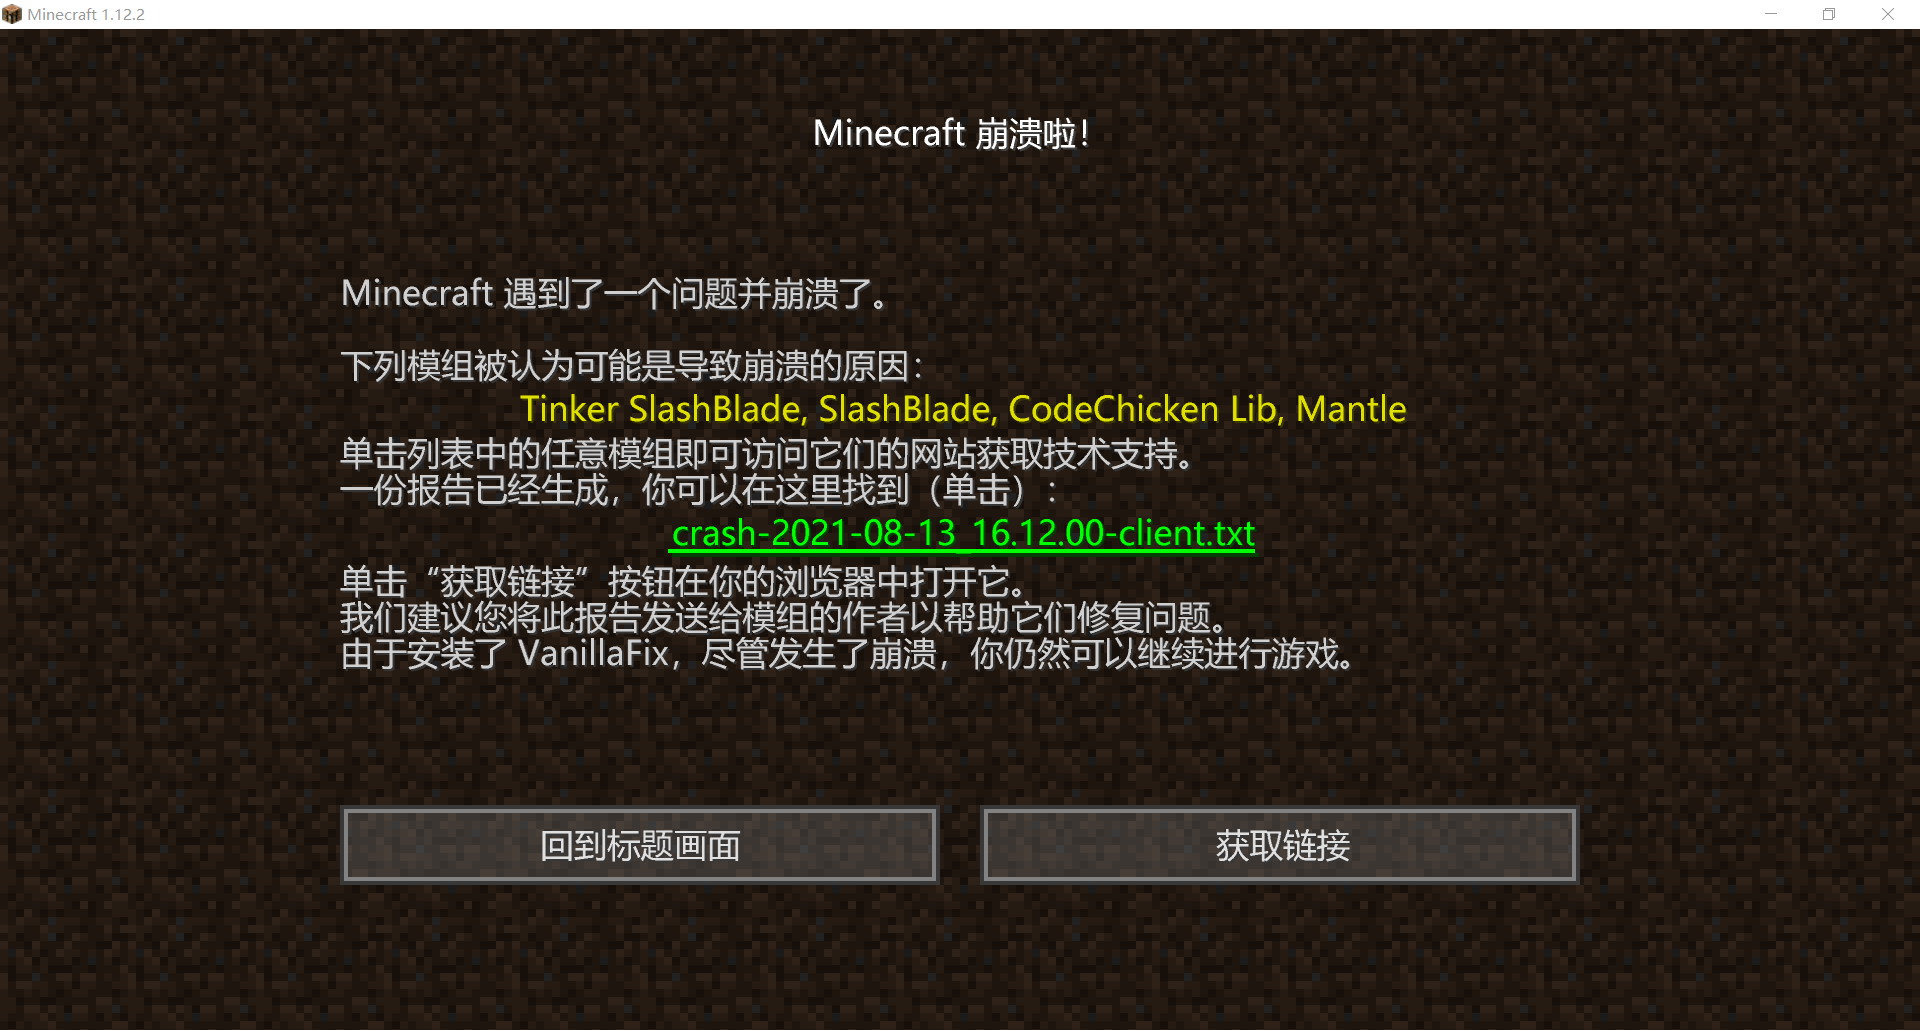 Minecraft 1.12.2
Minecraft 崩溃啦！
Minecraft 遇到了一个问题并崩溃了。
下列模组被认为可能是导致崩溃的原因：
Tinker SlashBlade, SlashBlade, CodeChicken Lib, Mantle
单击列表中的任意模组即可访问它们的网站获取技术支持。
一份报告已经生成，你可以在这里找到（单击）：
crash-2021-08-13_16.12.00-client.txt
单击“获取链接”按钮在你的浏览器中打开它。
我们建议您将此报告发送给模组的作者以帮助它们修复问题。
由于安装了 VanillaFix，尽管发生了崩溃，你仍然可以继续进行游戏。
回到标题画面
获取链接